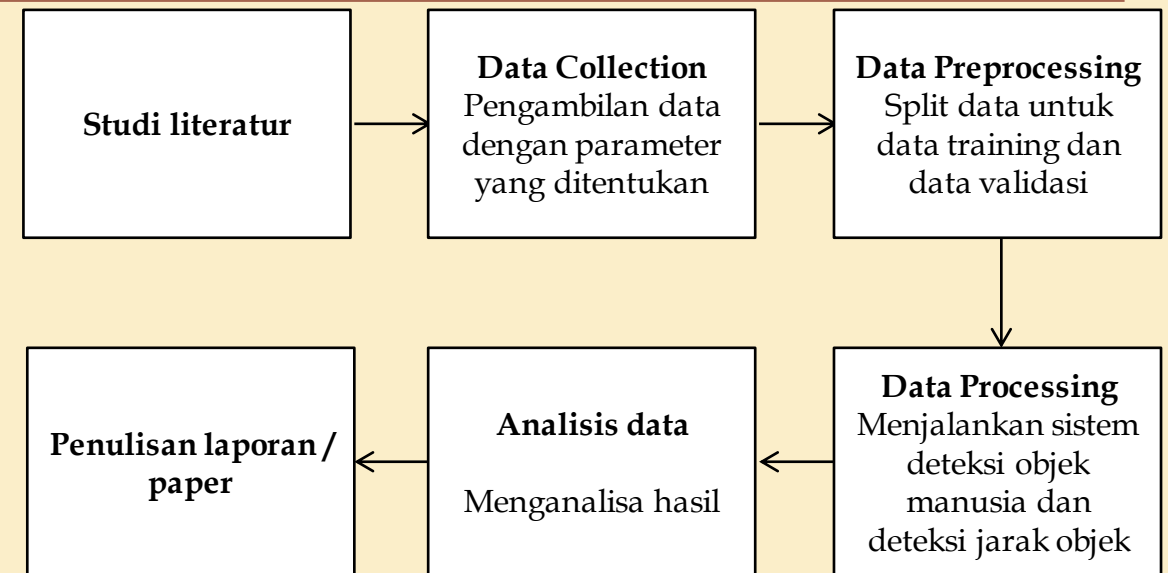 Studi literatur
Data Collection
Pengambilan data
dengan parameter
yang ditentukan
Data Preprocessing
Split data untuk
data training dan
data validasi
Data Processing
Menjalankan sistem
deteksi objek
manusia dan
deteksi jarak objek
Analisis data
Menganalisa hasil
Penulisan laporan /
paper